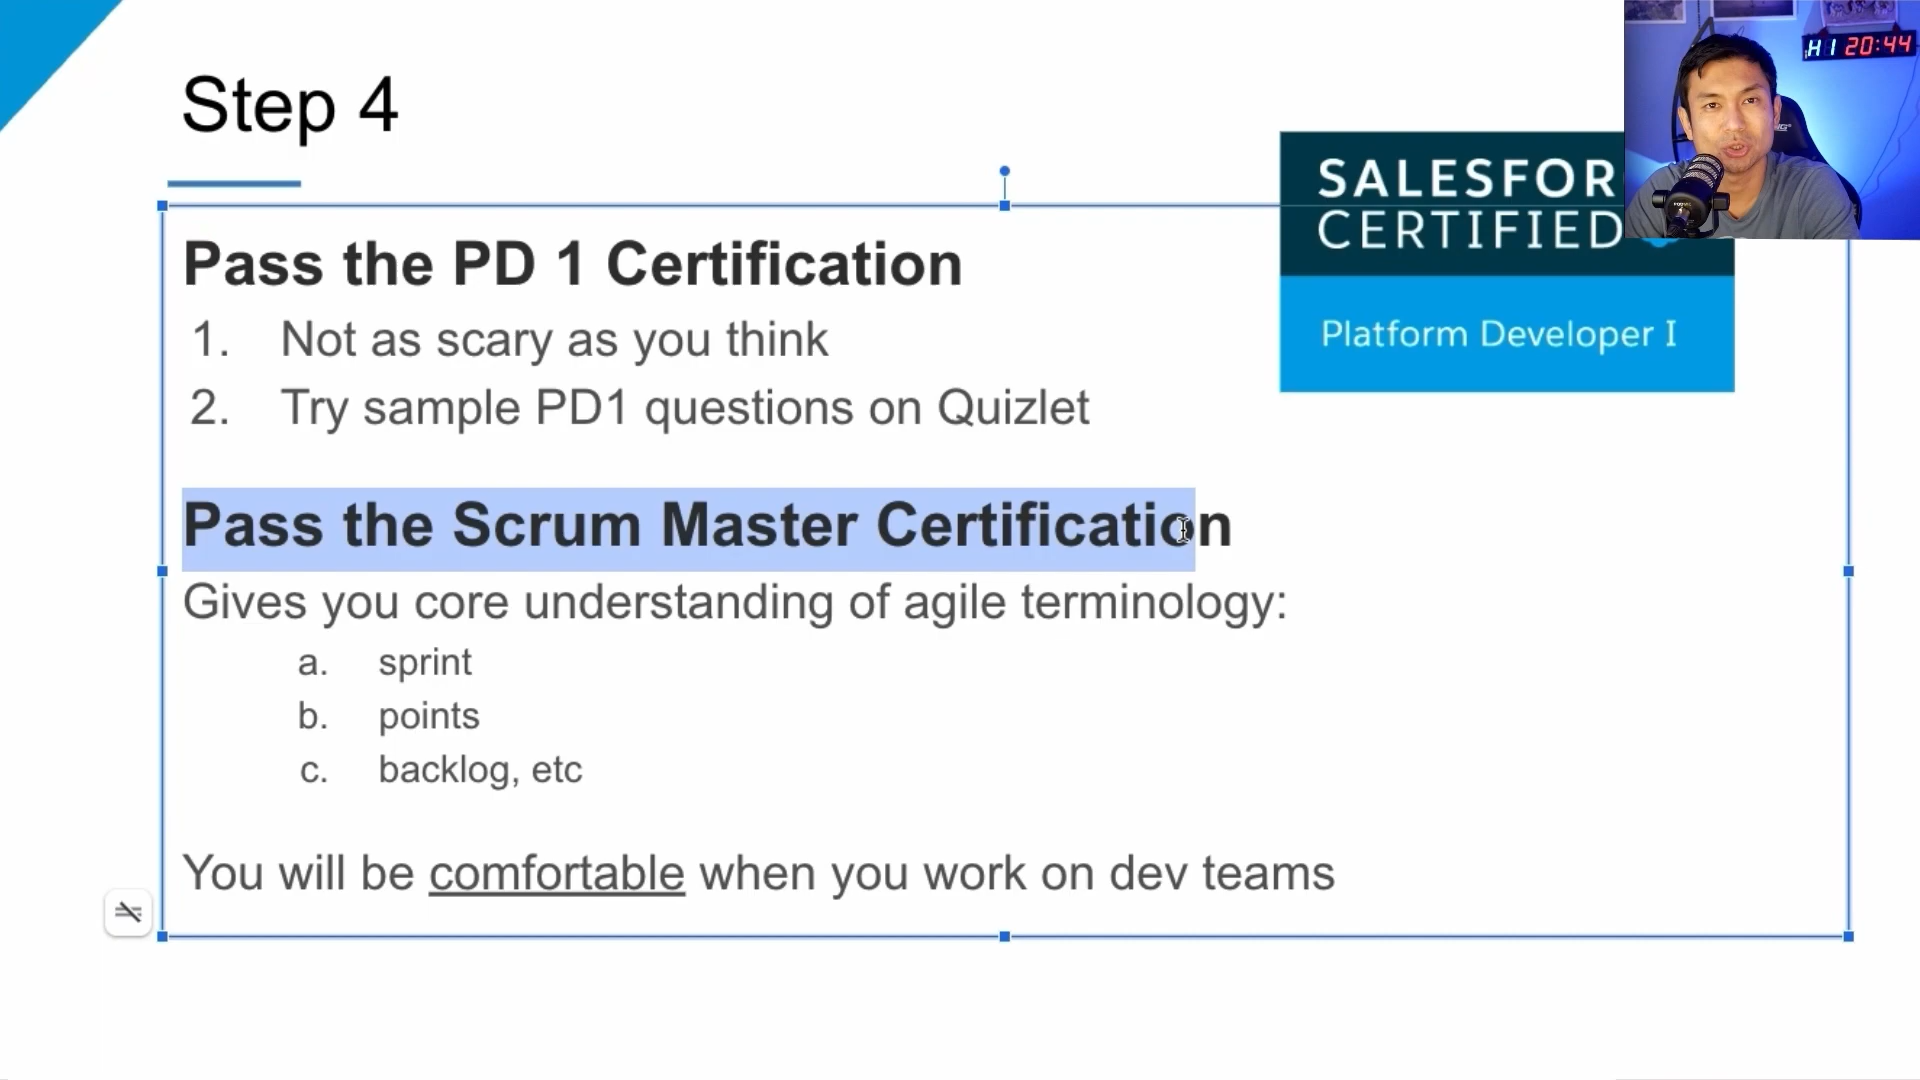 Step 4
HI 20:44
SALESFOR
CERTIFIED
Platform Developer I
Pass the PD 1 Certification
1. Not as scary as you think
2. Try sample PD1 questions on Quizlet
Pass the Scrum Master Certification
Gives you core understanding of agile terminology:
a. sprint
b. points
c. backlog, etc
You will be comfortable when you work on dev teams